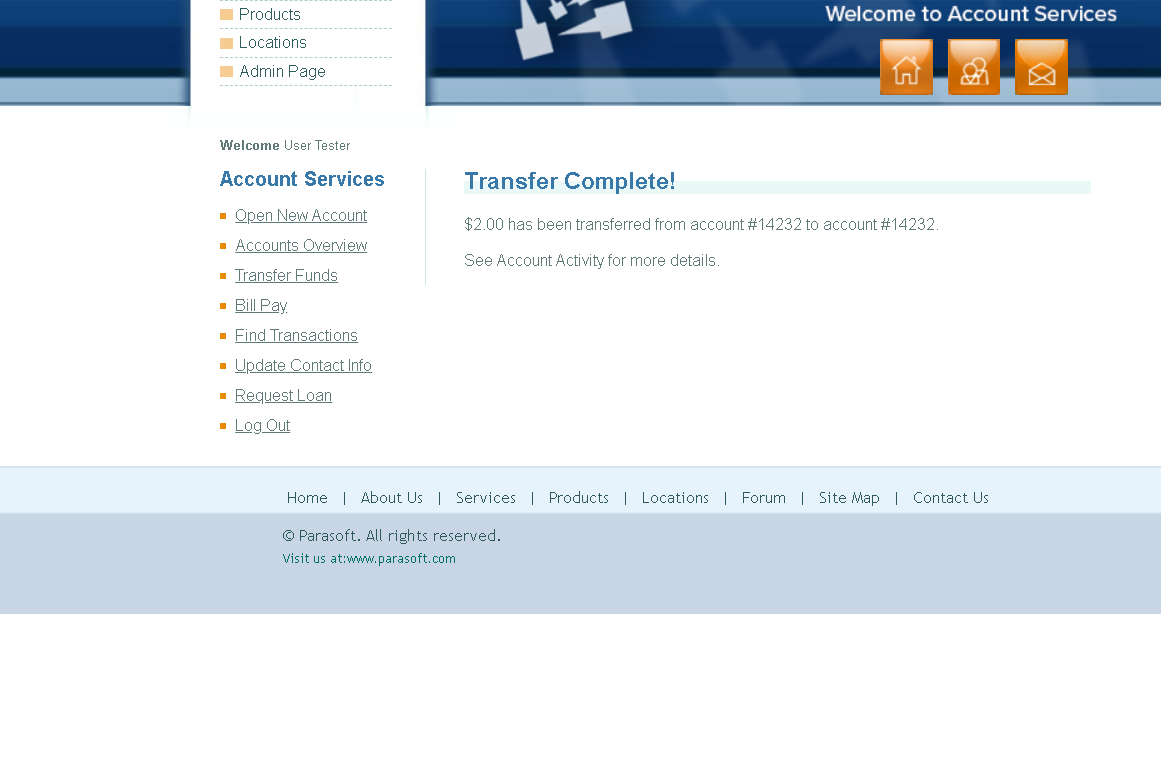 Products
Locations
Admin Page
Welcome to Account Services
Welcome User Tester
Account Services
Open New Account
Accounts Overview
Transfer Funds
Bill Pay
Find Transactions
Update Contact Info
Request Loan
Log Out
Transfer Complete!
$2.00 has been transferred from account #14232 to account #14232.
See Account Activity for more details.
Home | About Us | Services | Products | Locations | Forum | Site Map | Contact Us
© Parasoft. All rights reserved.
Visit us at:www.parasoft.com